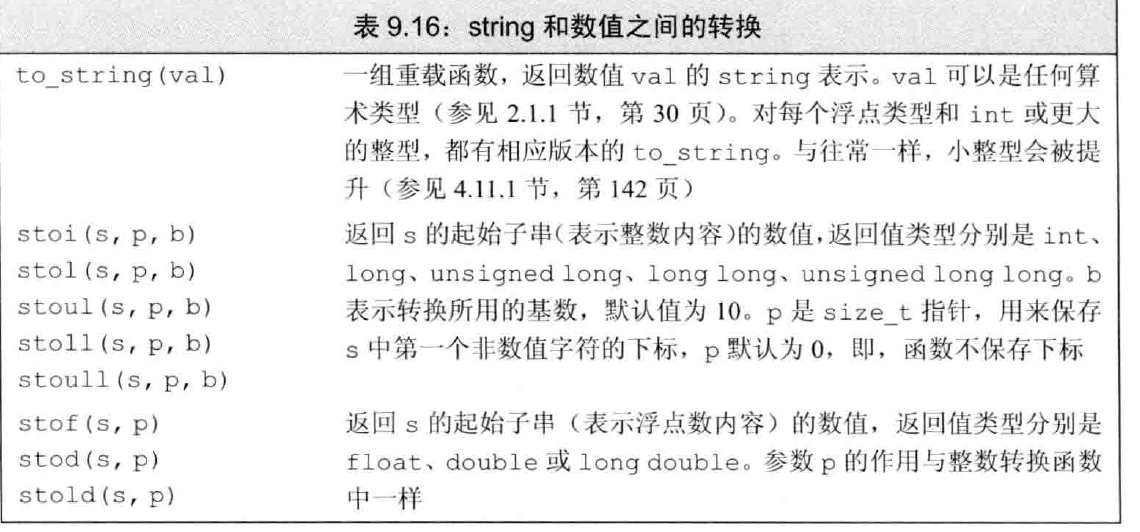 表 9.16：string 和数值之间的转换
to_string(val) 一组重载函数，返回数值 val 的 string 表示。val 可以是任何算
术类型（参见 2.1.1 节，第 30 页）。对每个浮点类型和 int 或更大
的整型，都有相应版本的 to_string。与往常一样，小整型会被提
升（参见 4.11.1 节，第 142 页）
stoi(s, p, b) 返回 s 的起始子串（表示整数内容）的数值，返回值类型分别是 int、
stol(s, p, b) long、unsigned long、long long、unsigned long long。b
stoul(s, p, b) 表示转换所用的基数，默认值为 10。p 是 size_t 指针，用来保存
stoll(s, p, b) s 中第一个非数值字符的下标，p 默认为 0，即，函数不保存下标
stoull(s, p, b)
stof(s, p) 返回 s 的起始子串（表示浮点数内容）的数值，返回值类型分别是
stod(s, p) float、double 或 long double。参数 p 的作用与整数转换函数
stold(s, p) 中一样